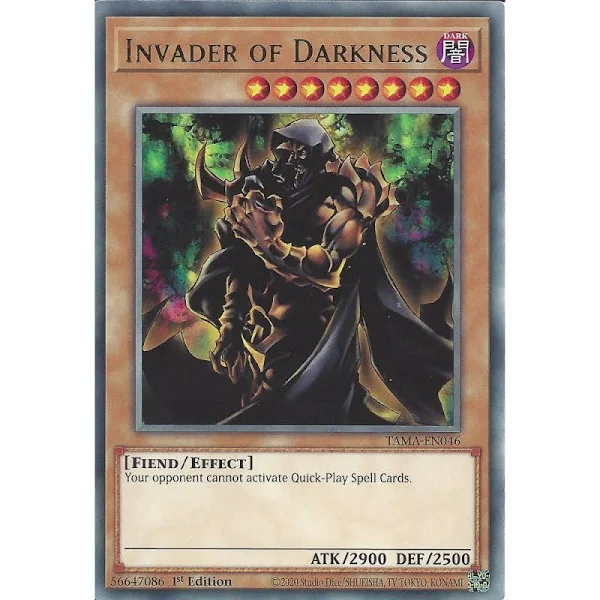 INVADER OF DARKNESS
DARK
闇
TAMA-EN046
[FIEND/EFFECT]
Your opponent cannot activate Quick-Play Spell Cards.
ATK/2900 DEF/2500
56647086 1st Edition ©2020 Studio Dice/SHUEISHA, TV TOKYO, KONAMI